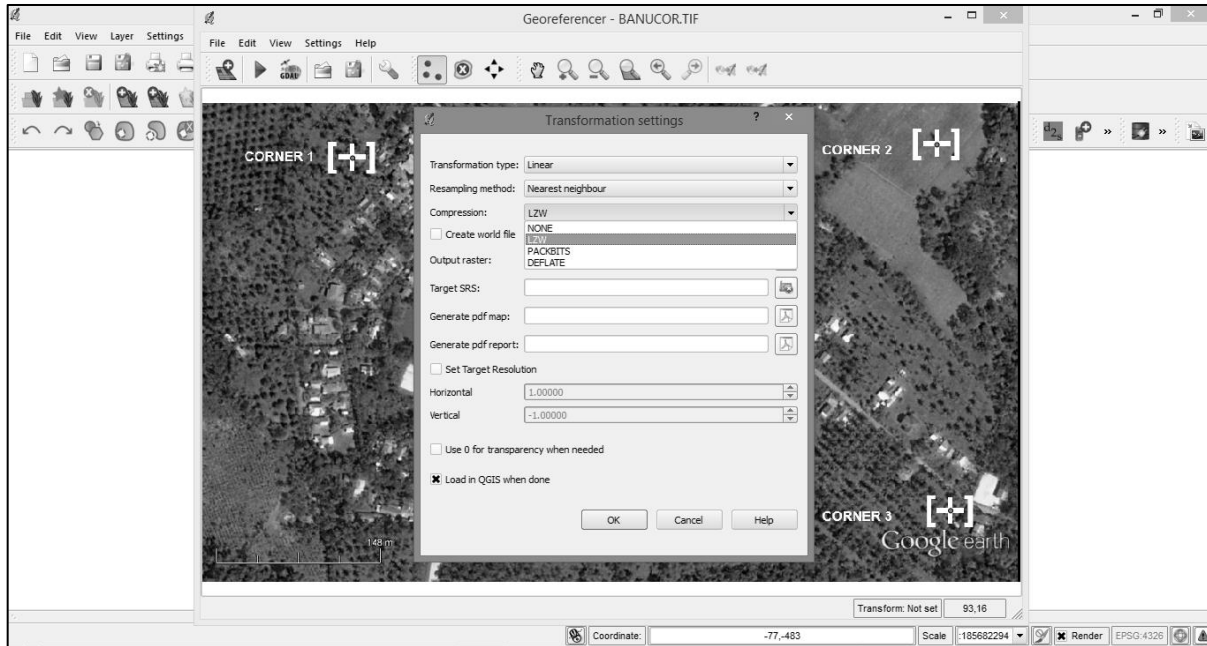 Georeferencer - BANUCOR.TIF
File Edit View Layer Settings
File Edit View Settings Help
GDAL
Transformation settings
?
CORNER 1
CORNER 2
Transformation type: Linear
Resampling method: Nearest neighbour
Compression: LZW
NONE
LZW
PACKBITS
DEFLATE
Create world file
Output raster:
Target SRS:
Generate pdf map:
Generate pdf report:
Set Target Resolution
Horizontal 1.00000
Vertical -1.00000
Use 0 for transparency when needed
Load in QGIS when done
OK Cancel Help
CORNER 3
148 m
Google earth
Transform: Not set 93,16
Coordinate: -77,-483 Scale :185682294 Render EPSG:4326